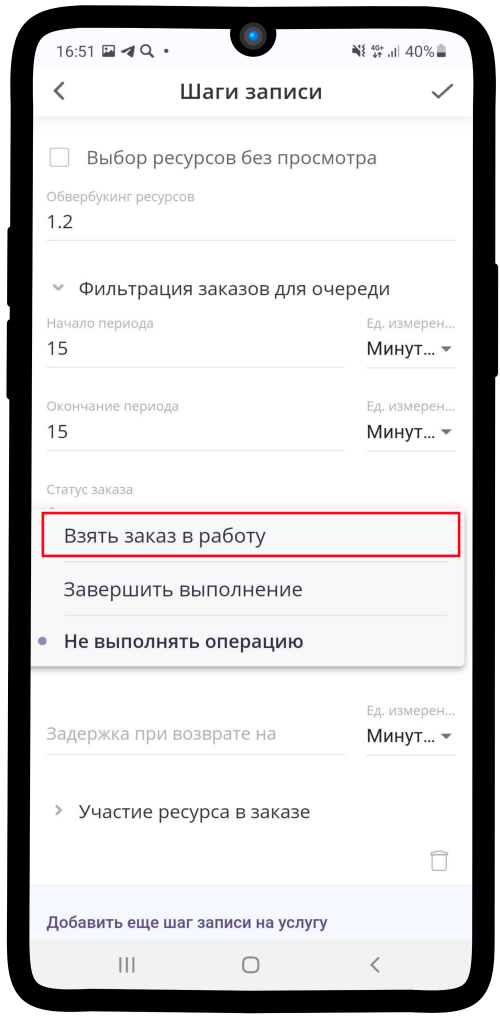 16:51
4G+
40%
Шаги записи
Выбор ресурсов без просмотра
Обвербукинг ресурсов
1.2
Фильтрация заказов для очереди
Начало периода Ед. измерен...
15 Минут...
Окончание периода Ед. измерен...
15 Минут...
Статус заказа
Взять заказ в работу
Завершить выполнение
Не выполнять операцию
Ед. измерен...
Задержка при возврате на Минут...
Участие ресурса в заказе
Добавить еще шаг записи на услугу